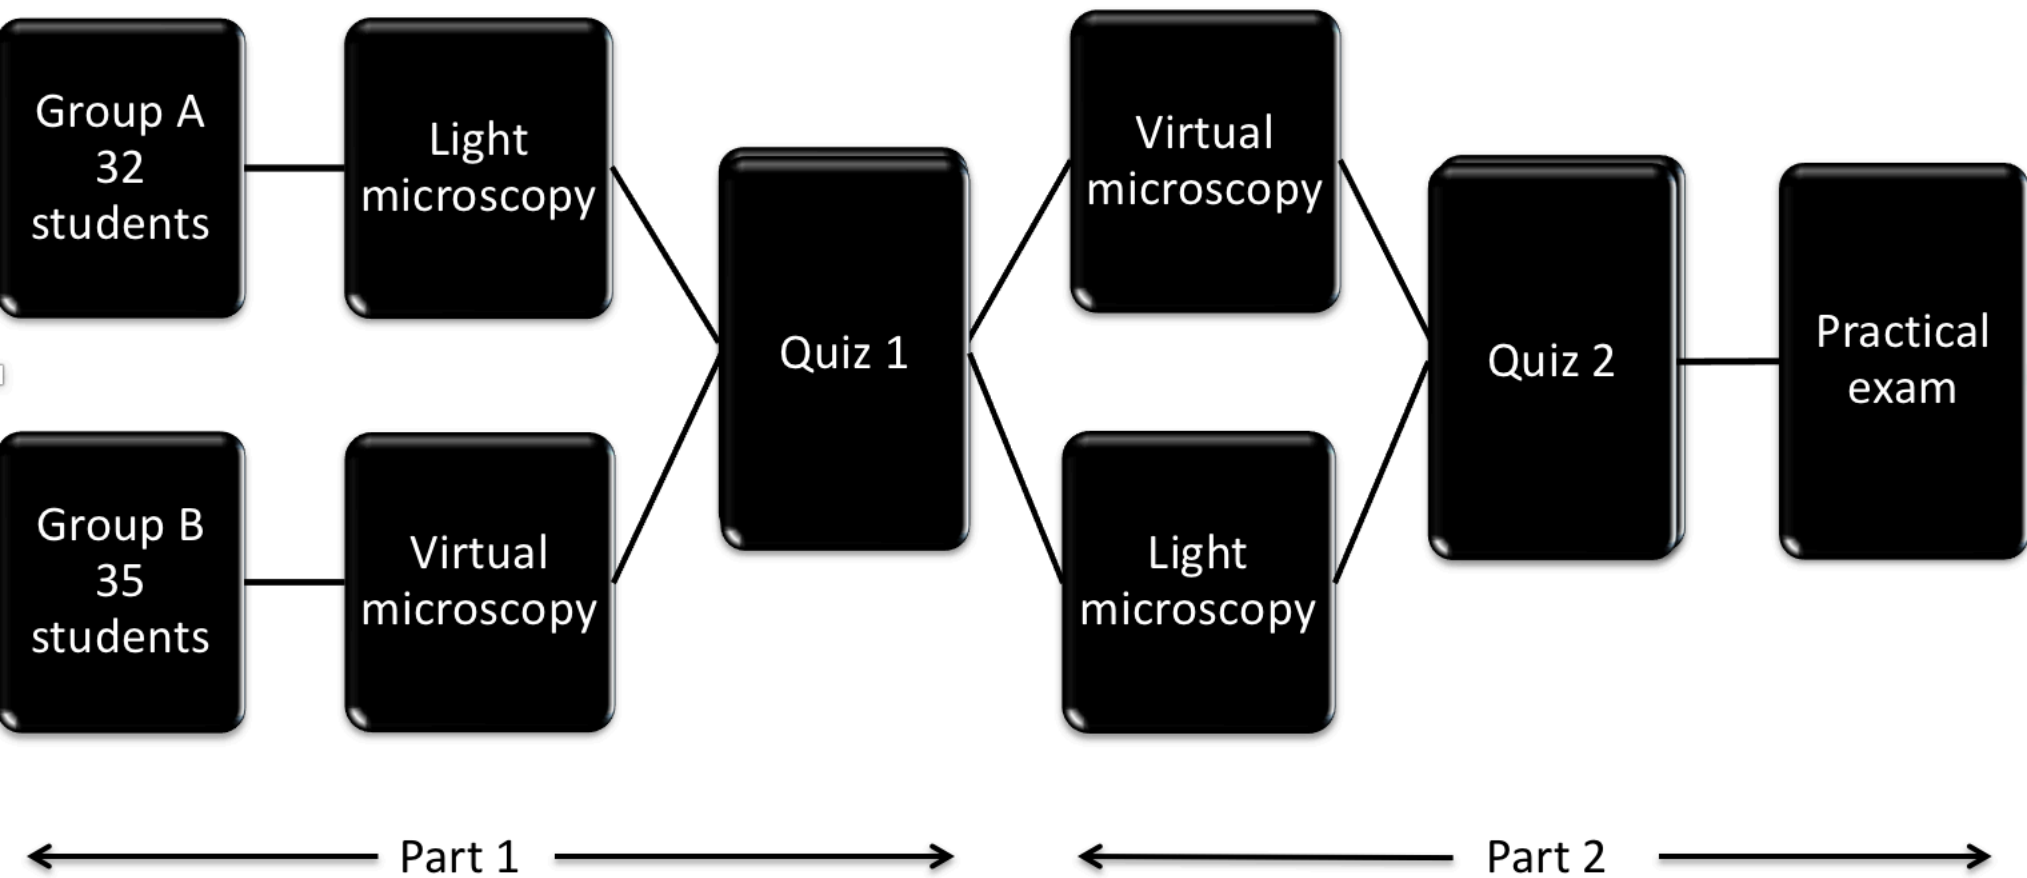 Group A
32
students
Light
microscopy
Group B
35
students
Virtual
microscopy
Quiz 1
Virtual
microscopy
Light
microscopy
Quiz 2
Practical
exam
Part 1
Part 2